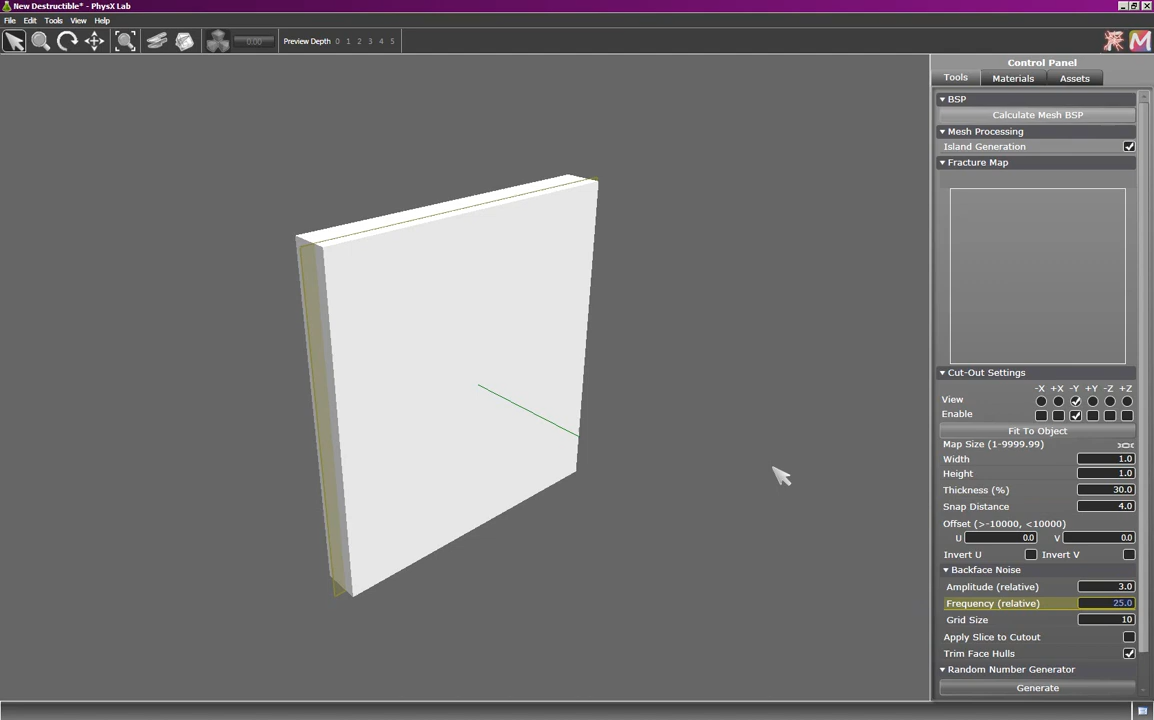 New Destructible* - PhysX Lab
File Edit Tools View Help
0.00 Preview Depth 0 1 2 3 4 5
Control Panel
Tools Materials Assets
BSP
Calculate Mesh BSP
Mesh Processing
Island Generation
Fracture Map
Cut-Out Settings
-X +X -Y +Y -Z +Z
View
Enable
Fit To Object
Map Size (1-9999.99)
Width 1.0
Height 1.0
Thickness (%) 30.0
Snap Distance 4.0
Offset (>-10000, <10000)
U 0.0 V 0.0
Invert U Invert V
Backface Noise
Amplitude (relative) 3.0
Frequency (relative) 25.0
Grid Size 10
Apply Slice to Cutout
Trim Face Hulls
Random Number Generator
Generate